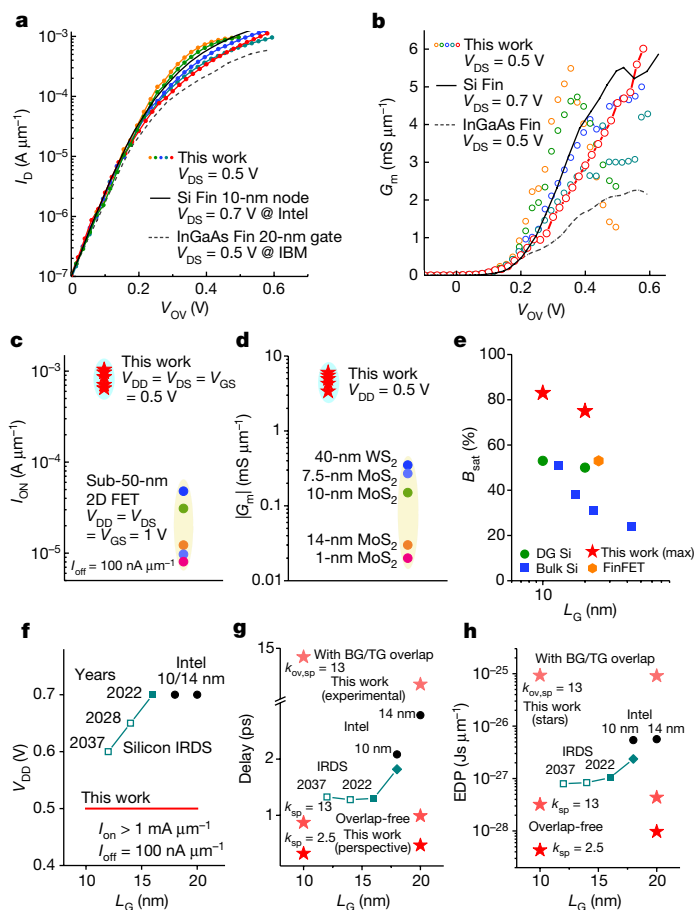 a
10⁻³
10⁻⁴
10⁻⁵
10⁻⁶
10⁻⁷
I_D (A μm⁻¹)
This work
V_DS = 0.5 V
Si Fin 10-nm node
V_DS = 0.7 V @ Intel
InGaAs Fin 20-nm gate
V_DS = 0.5 V @ IBM
0 0.2 0.4 0.6
V_OV (V)
b
6
5
4
3
2
1
0
G_m (mS μm⁻¹)
This work
V_DS = 0.5 V
Si Fin
V_DS = 0.7 V
InGaAs Fin
V_DS = 0.5 V
0 0.2 0.4 0.6
V_OV (V)
c
10⁻³
10⁻⁴
10⁻⁵
I_ON (A μm⁻¹)
This work
V_DD = V_DS = V_GS
= 0.5 V
Sub-50-nm
2D FET
V_DD = V_DS
= V_GS = 1 V
I_off = 100 nA μm⁻¹
d
10
1
0.1
0.01
|G_m| (mS μm⁻¹)
This work
V_DD = 0.5 V
40-nm WS₂
7.5-nm MoS₂
10-nm MoS₂
14-nm MoS₂
1-nm MoS₂
e
100
80
60
40
20
0
B_sat (%)
DG Si
This work (max)
Bulk Si
FinFET
10 100
L_G (nm)
f
0.8
0.7
0.6
0.5
0.4
V_DD (V)
Years
Intel
10/14 nm
2022
2028
2037
Silicon IRDS
This work
I_on > 1 mA μm⁻¹
I_off = 100 nA μm⁻¹
10 15 20
L_G (nm)
g
15
2
1
Delay (ps)
With BG/TG overlap
k_ov,sp = 13
This work
(experimental)
Intel
14 nm
10 nm
IRDS
2037
2022
k_sp = 13
Overlap-free
k_sp = 2.5
This work
(perspective)
10 15 20
L_G (nm)
h
10⁻²⁵
10⁻²⁶
10⁻²⁷
10⁻²⁸
EDP (Js μm⁻¹)
With BG/TG overlap
k_ov,sp = 13
This work
(stars)
Intel
10 nm 14 nm
IRDS
2037
2022
k_sp = 13
Overlap-free
k_sp = 2.5
10 15 20
L_G (nm)